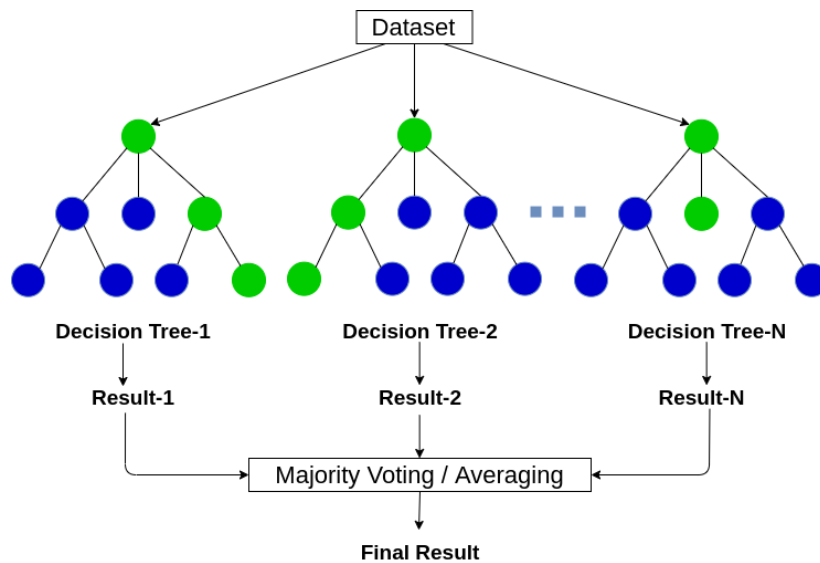 Dataset
Decision Tree-1
Decision Tree-2
Decision Tree-N
Result-1
Result-2
Result-N
Majority Voting / Averaging
Final Result